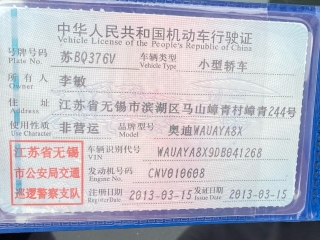 中华人民共和国机动车行驶证
Vehicle License of the People's Republic of China
号牌号码 苏BQ376V 车辆类型 小型轿车
Plate No. Vehicle Type
所有人 李敏
Owner
住址 江苏省无锡市滨湖区马山嶂青村嶂青244号
Address
使用性质 非营运 品牌型号 奥迪WAUAYA8X
Use Character Model
江苏省无锡 车辆识别代号 WAUAYA8X9DB041268
VIN
市公安局交通 发动机号码 CNV010608
Engine No.
巡逻警察支队 注册日期 2013-03-15 发证日期 2013-03-15
Register Date Issue Date